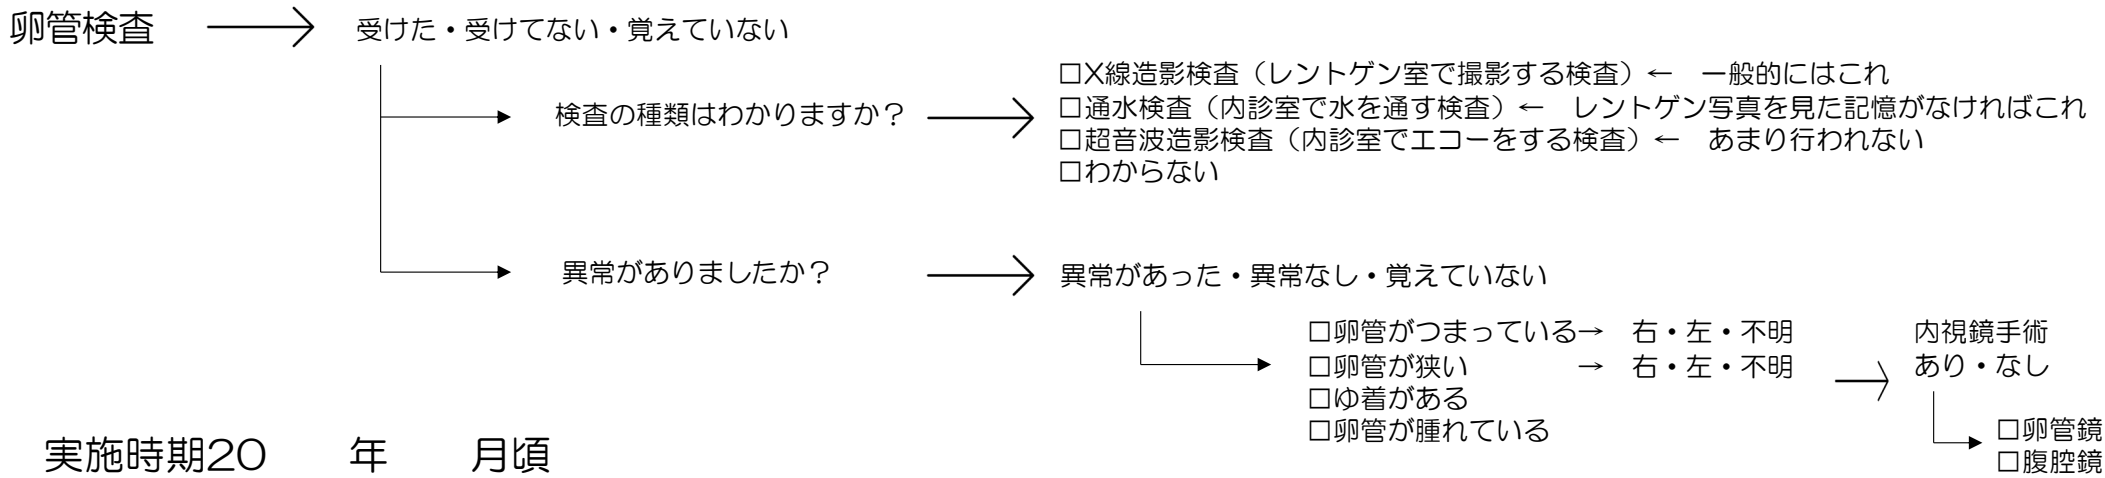 卵管検査 → 受けた・受けてない・覚えていない
検査の種類はわかりますか？ →
□X線造影検査（レントゲン室で撮影する検査）← 一般的にはこれ
□通水検査（内診室で水を通す検査）← レントゲン写真を見た記憶がなければこれ
□超音波造影検査（内診室でエコーをする検査）← あまり行われない
□わからない
異常がありましたか？ → 異常があった・異常なし・覚えていない
□卵管がつまっている→ 右・左・不明
□卵管が狭い → 右・左・不明
□ゆ着がある
□卵管が腫れている
内視鏡手術
あり・なし
□卵管鏡
□腹腔鏡
実施時期20 年 月頃